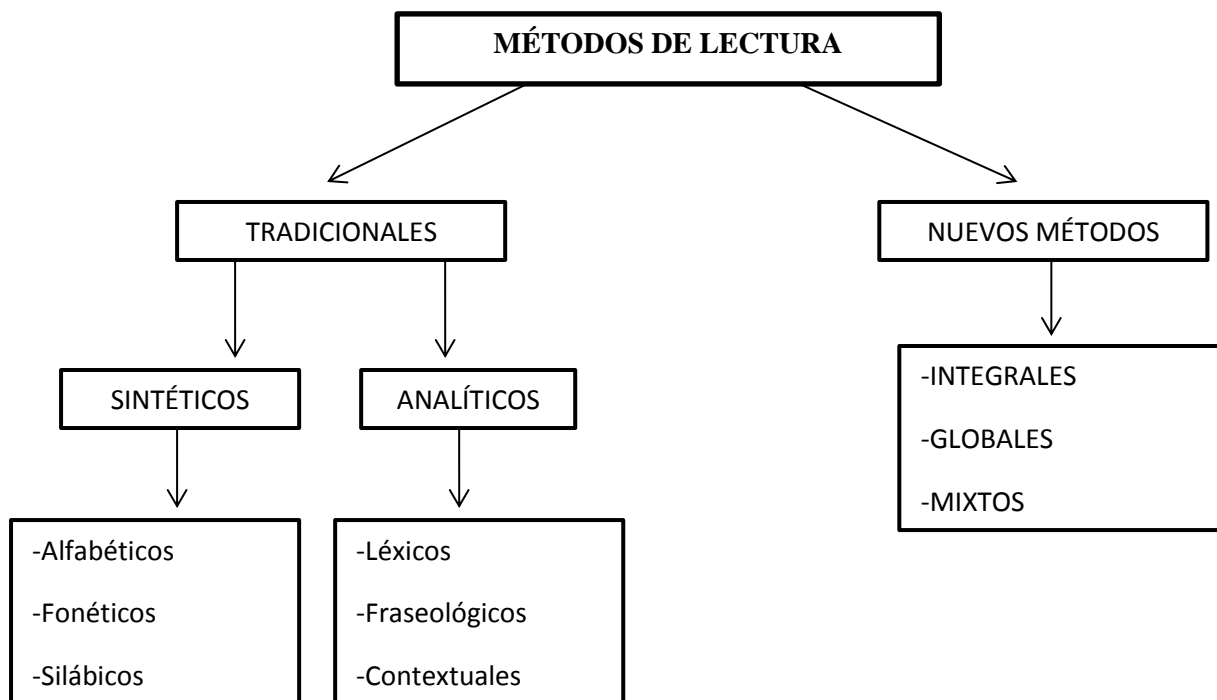 MÉTODOS DE LECTURA
TRADICIONALES
NUEVOS MÉTODOS
SINTÉTICOS
ANALÍTICOS
-INTEGRALES
-GLOBALES
-MIXTOS
-Alfabéticos
-Fonéticos
-Silábicos
-Léxicos
-Fraseológicos
-Contextuales